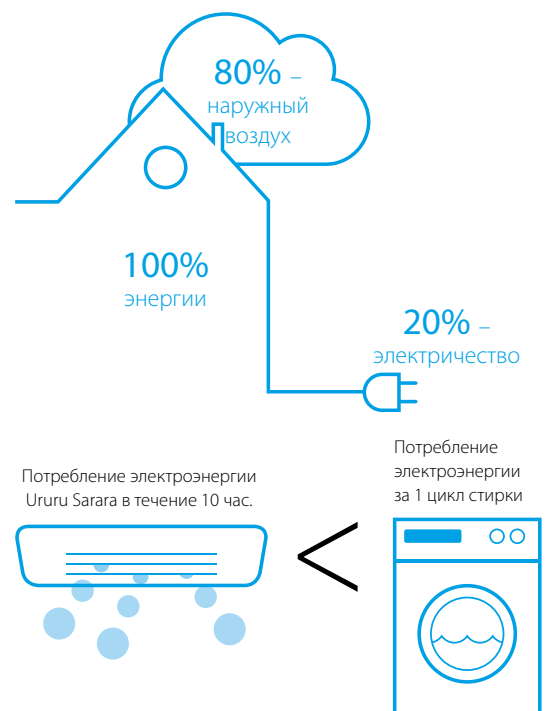 80% –
наружный
воздух
100%
энергии
20% –
электричество
Потребление электроэнергии
Ururu Sarara в течение 10 час.
<
Потребление
электроэнергии
за 1 цикл стирки